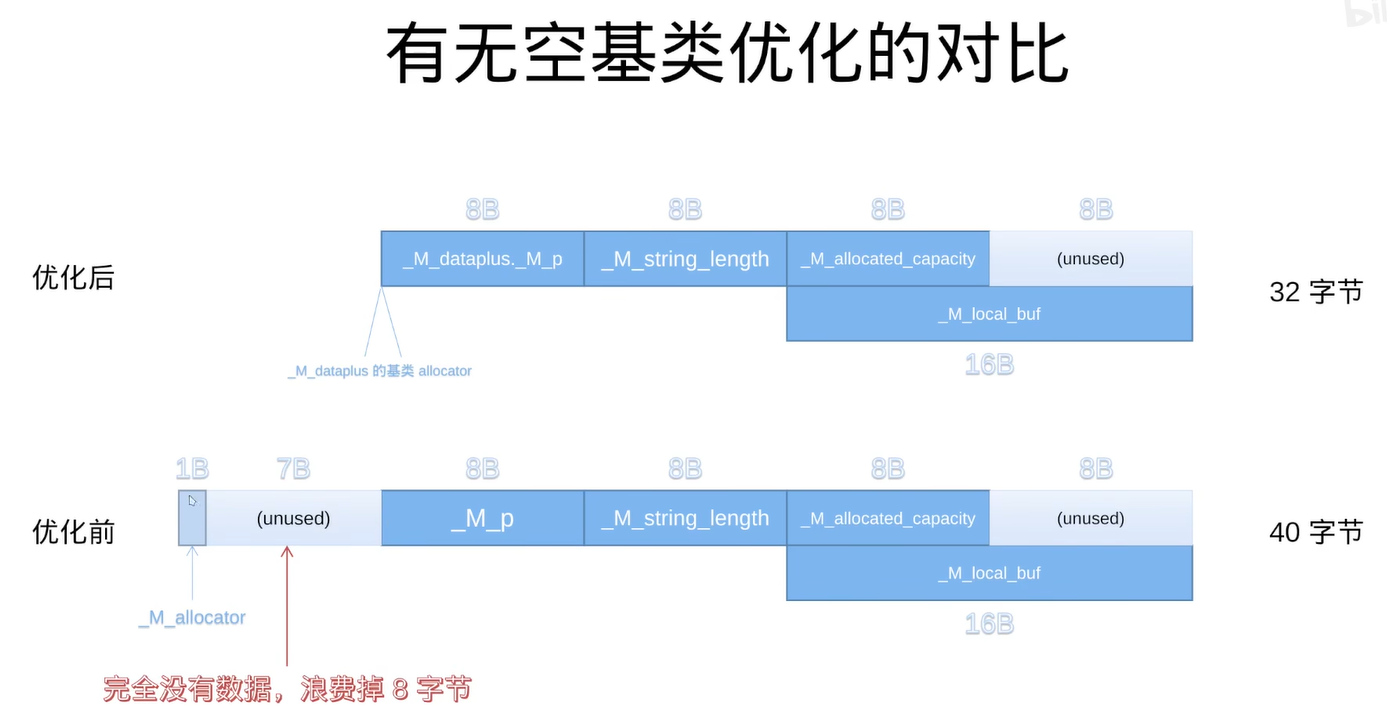 有无空基类优化的对比
8B 8B 8B 8B
优化后
_M_dataplus._M_p _M_string_length _M_allocated_capacity (unused)
32 字节
_M_local_buf
16B
_M_dataplus 的基类 allocator
1B 7B 8B 8B 8B 8B
优化前
(unused) _M_p _M_string_length _M_allocated_capacity (unused)
40 字节
_M_local_buf
_M_allocator
16B
完全没有数据，浪费掉 8 字节